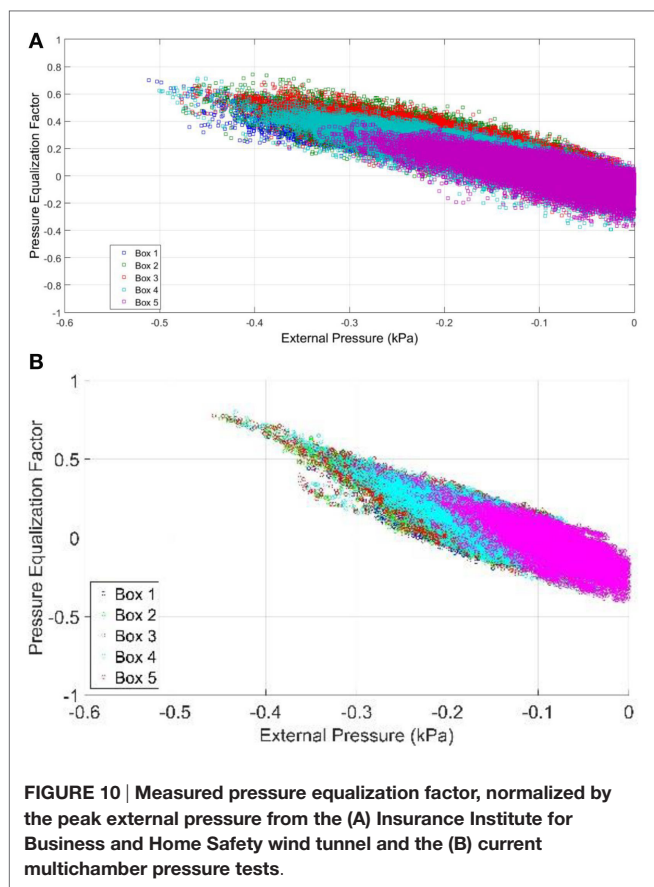 A
1
0.8
0.6
0.4
0.2
0
-0.2
-0.4
-0.6
-0.8
-1
Pressure Equalization Factor
Box 1
Box 2
Box 3
Box 4
Box 5
-0.6 -0.5 -0.4 -0.3 -0.2 -0.1 0
External Pressure (kPa)
B
1
0.5
0
-0.5
-1
Pressure Equalization Factor
Box 1
Box 2
Box 3
Box 4
Box 5
-0.6 -0.5 -0.4 -0.3 -0.2 -0.1 0
External Pressure (kPa)
FIGURE 10 | Measured pressure equalization factor, normalized by
the peak external pressure from the (A) Insurance Institute for
Business and Home Safety wind tunnel and the (B) current
multichamber pressure tests.